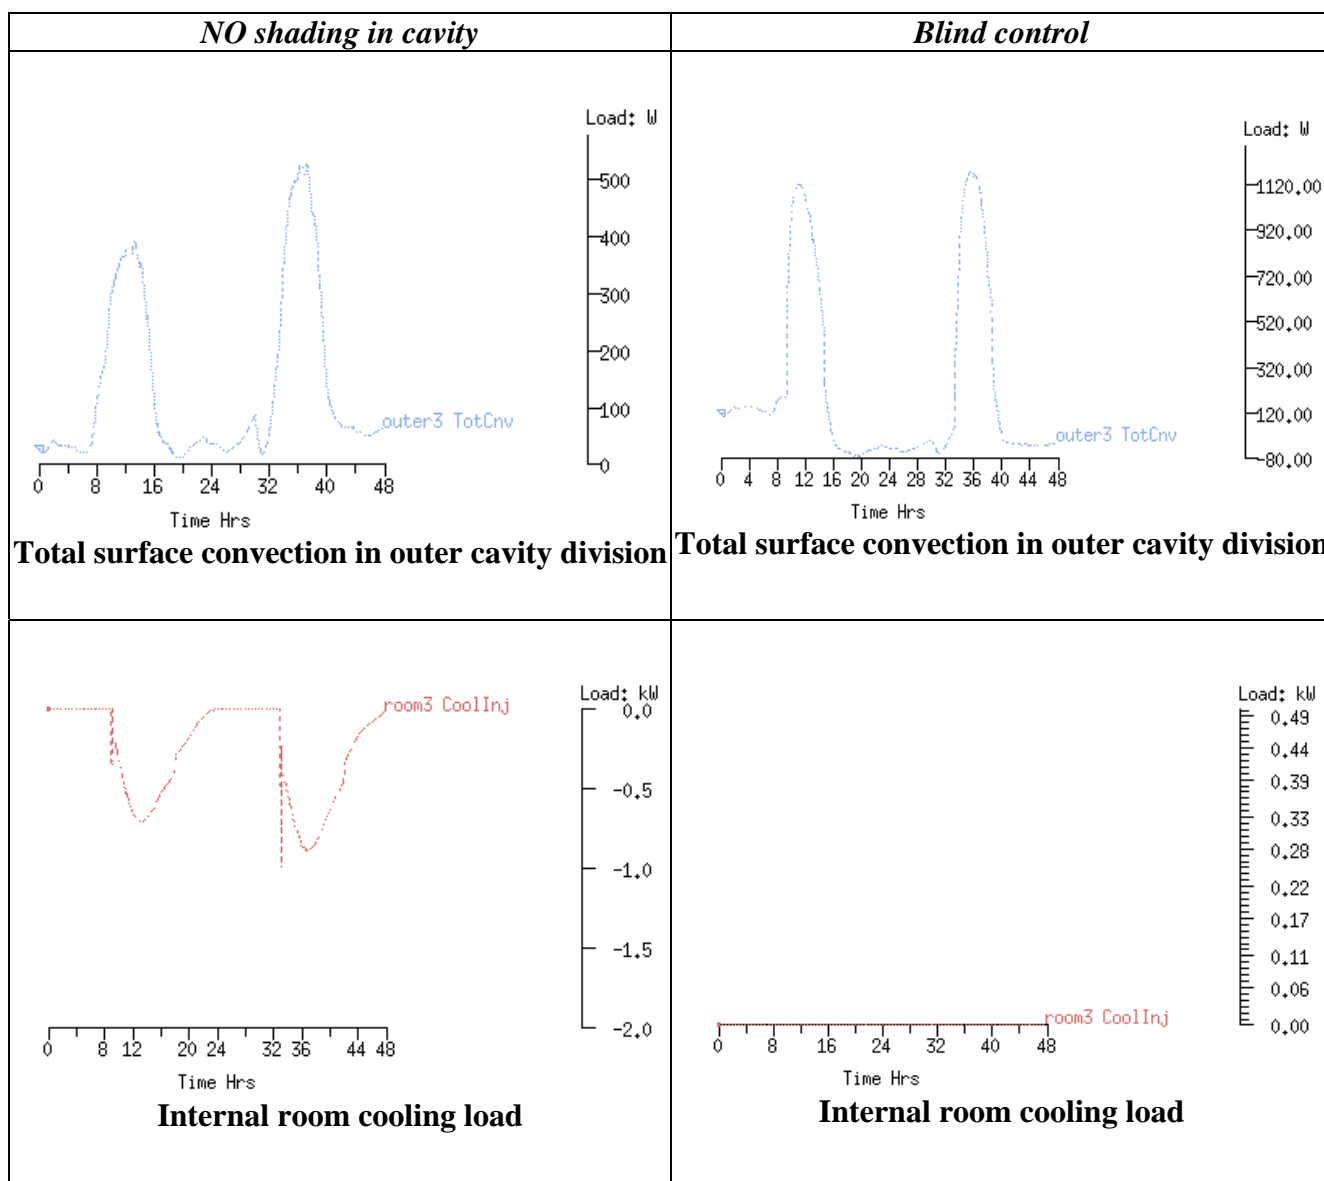 NO shading in cavity
Blind control
Load: W
500
400
300
200
100
0
outer3 TotCnv
0 8 16 24 32 40 48
Time Hrs
Total surface convection in outer cavity division
Load: W
1120.00
920.00
720.00
520.00
320.00
120.00
-80.00
outer3 TotCnv
0 4 8 12 16 20 24 28 32 36 40 44 48
Time Hrs
Total surface convection in outer cavity division
Load: kW
0.0
-0.5
-1.0
-1.5
-2.0
room3 CoolInj
0 8 12 20 24 32 36 44 48
Time Hrs
Internal room cooling load
Load: kW
0.49
0.44
0.39
0.33
0.28
0.22
0.17
0.11
0.06
0.00
room3 CoolInj
0 8 16 24 32 40 48
Time Hrs
Internal room cooling load